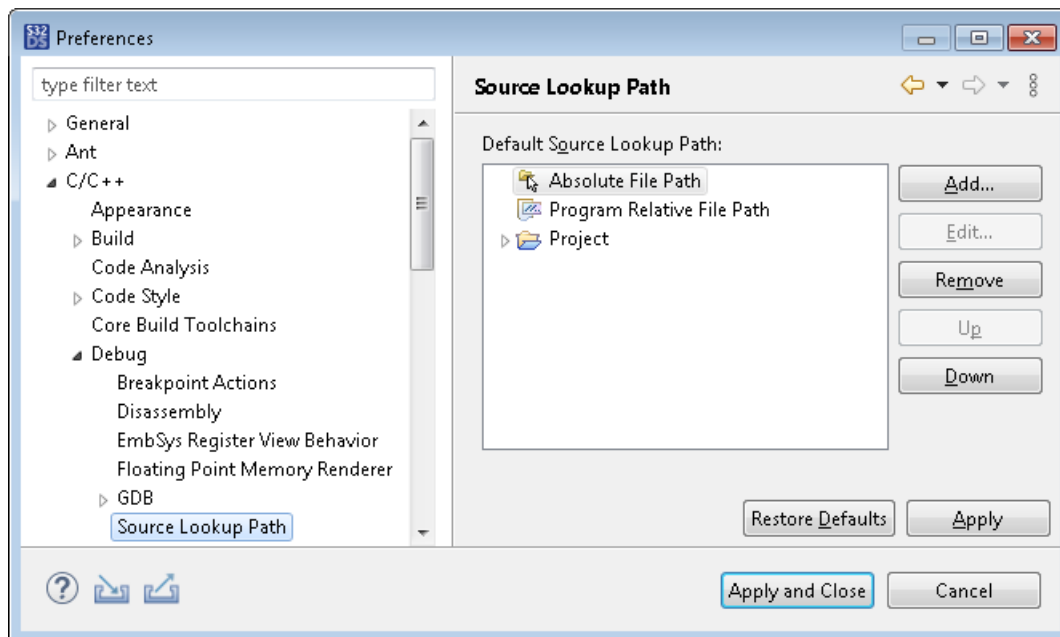 S32
DS
Preferences
type filter text
General
Ant
C/C++
Appearance
Build
Code Analysis
Code Style
Core Build Toolchains
Debug
Breakpoint Actions
Disassembly
EmbSys Register View Behavior
Floating Point Memory Renderer
GDB
Source Lookup Path
Source Lookup Path
Default Source Lookup Path:
Absolute File Path
Program Relative File Path
Project
Add...
Edit...
Remove
Up
Down
Restore Defaults
Apply
?
Apply and Close
Cancel